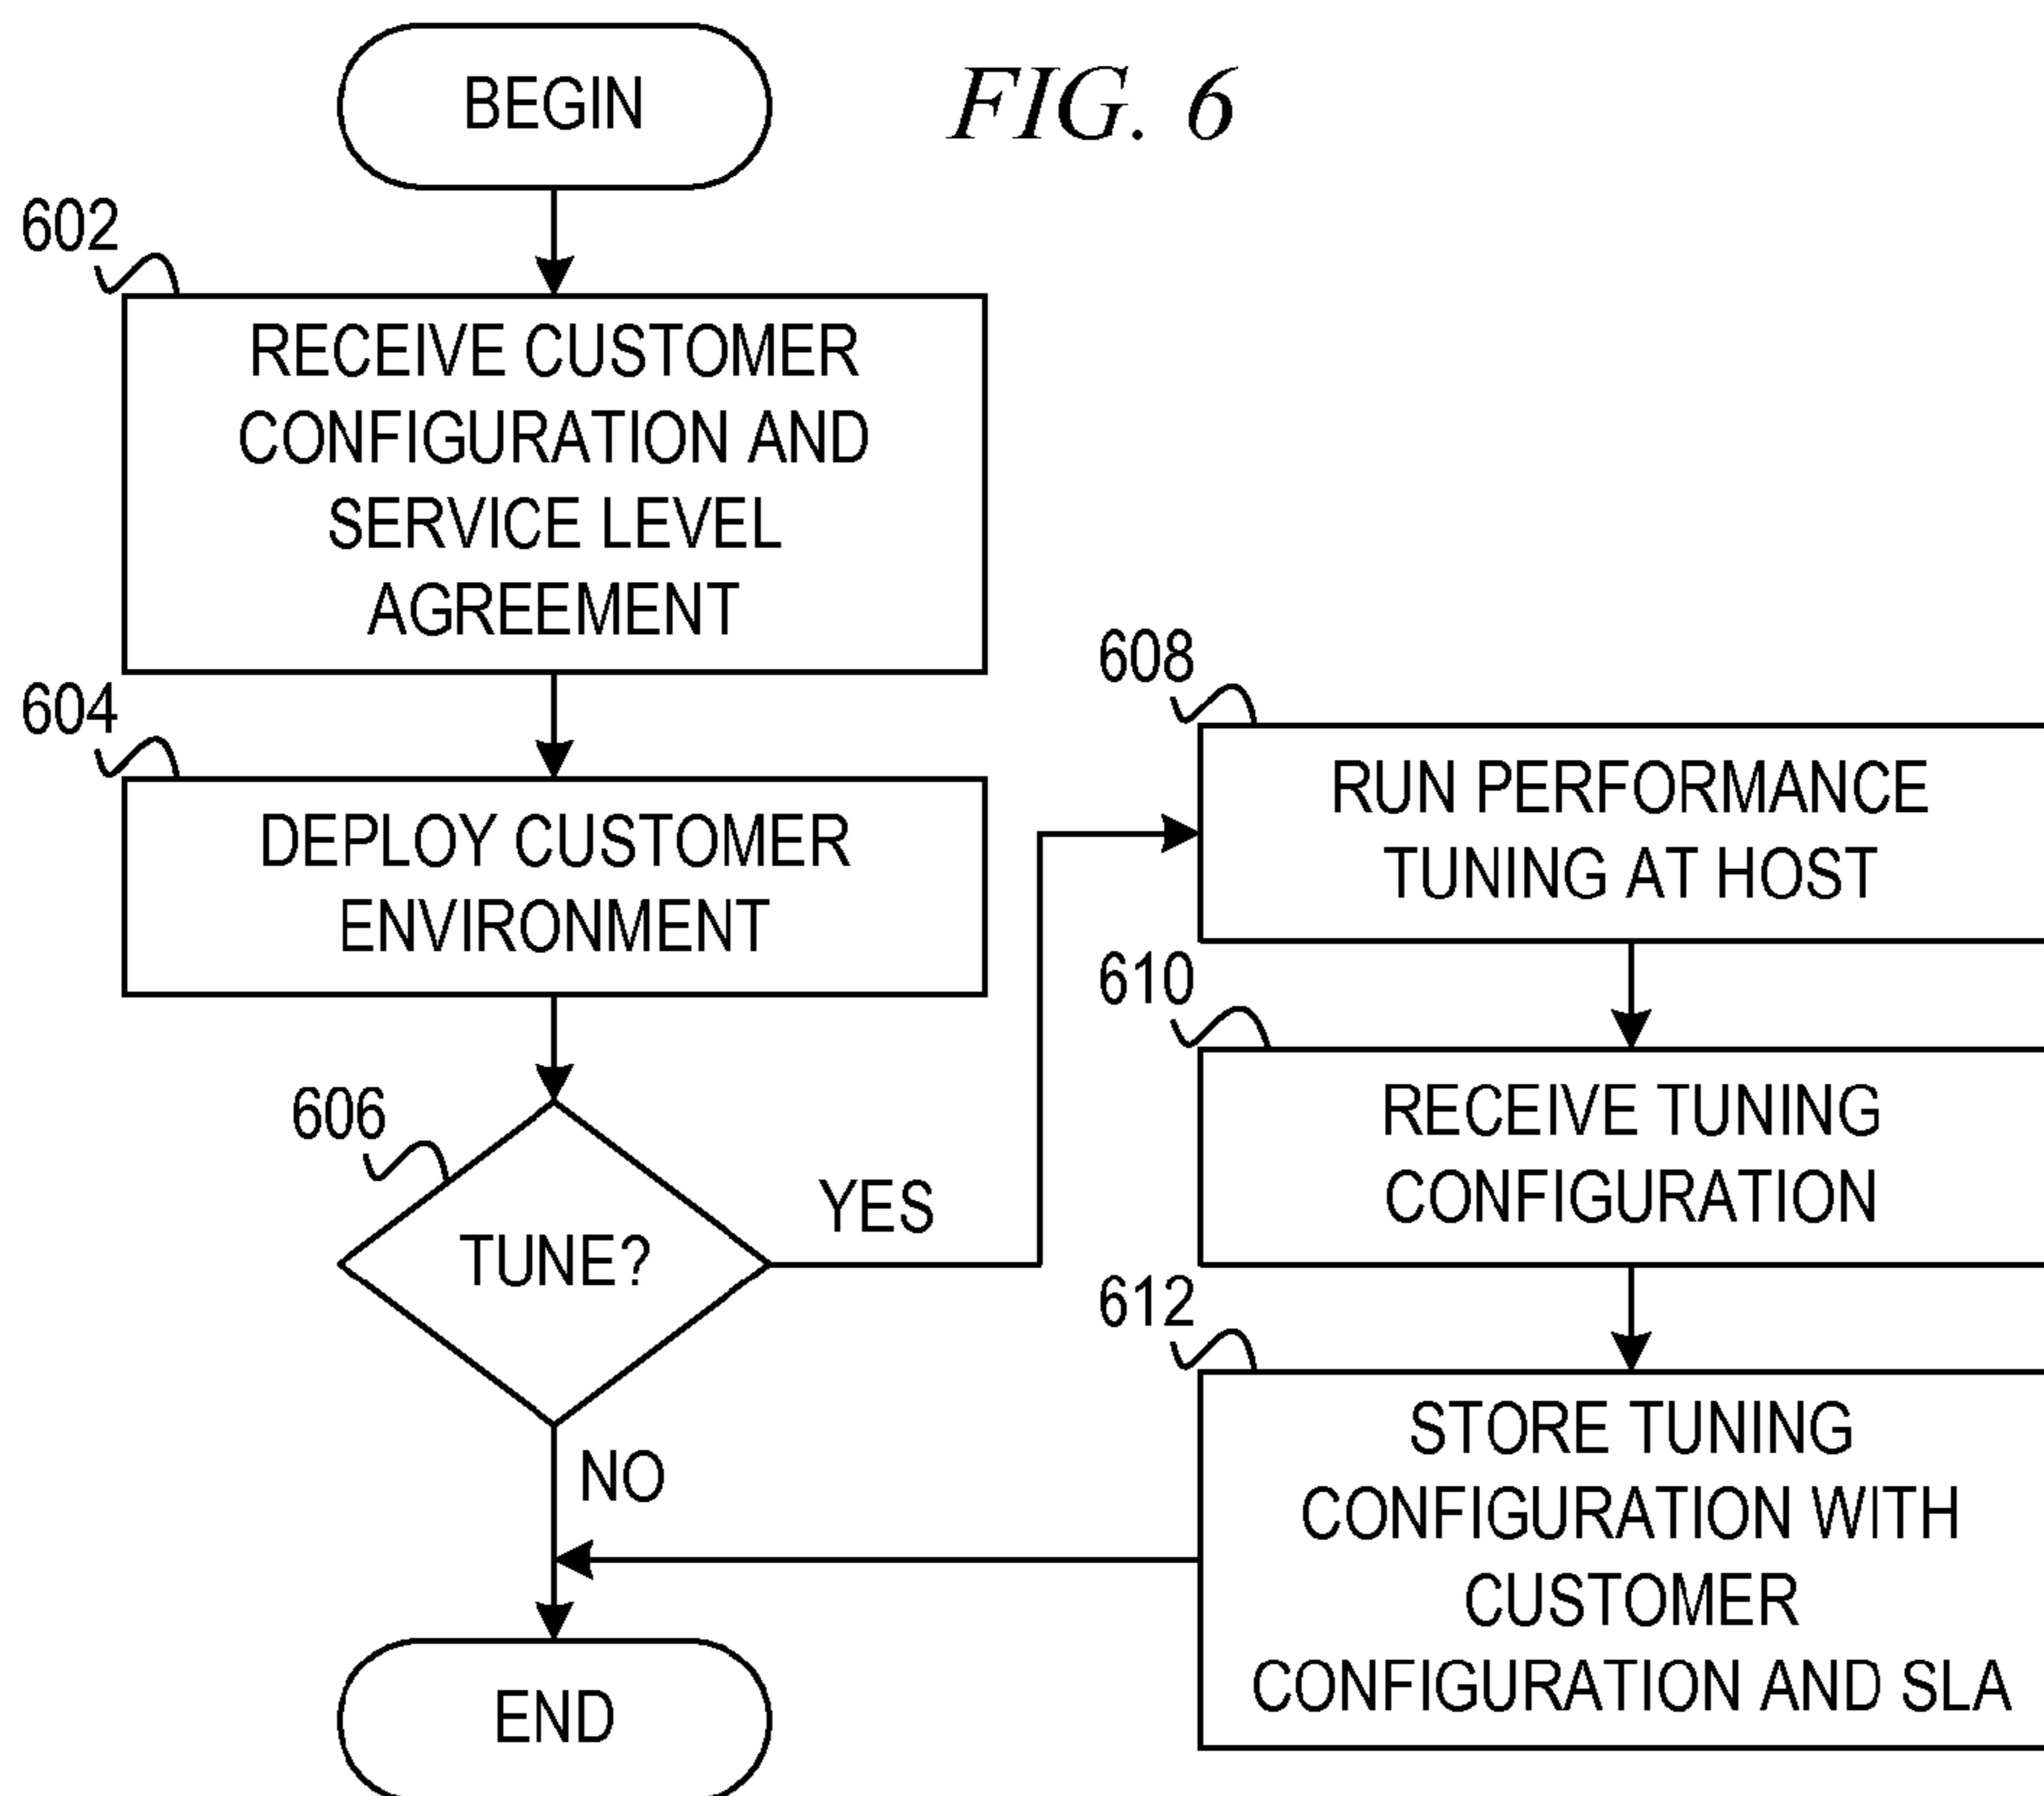 BEGIN
FIG. 6
602
RECEIVE CUSTOMER
CONFIGURATION AND
SERVICE LEVEL
AGREEMENT
604
DEPLOY CUSTOMER
ENVIRONMENT
606
TUNE?
YES
NO
END
608
RUN PERFORMANCE
TUNING AT HOST
610
RECEIVE TUNING
CONFIGURATION
612
STORE TUNING
CONFIGURATION WITH
CUSTOMER
CONFIGURATION AND SLA